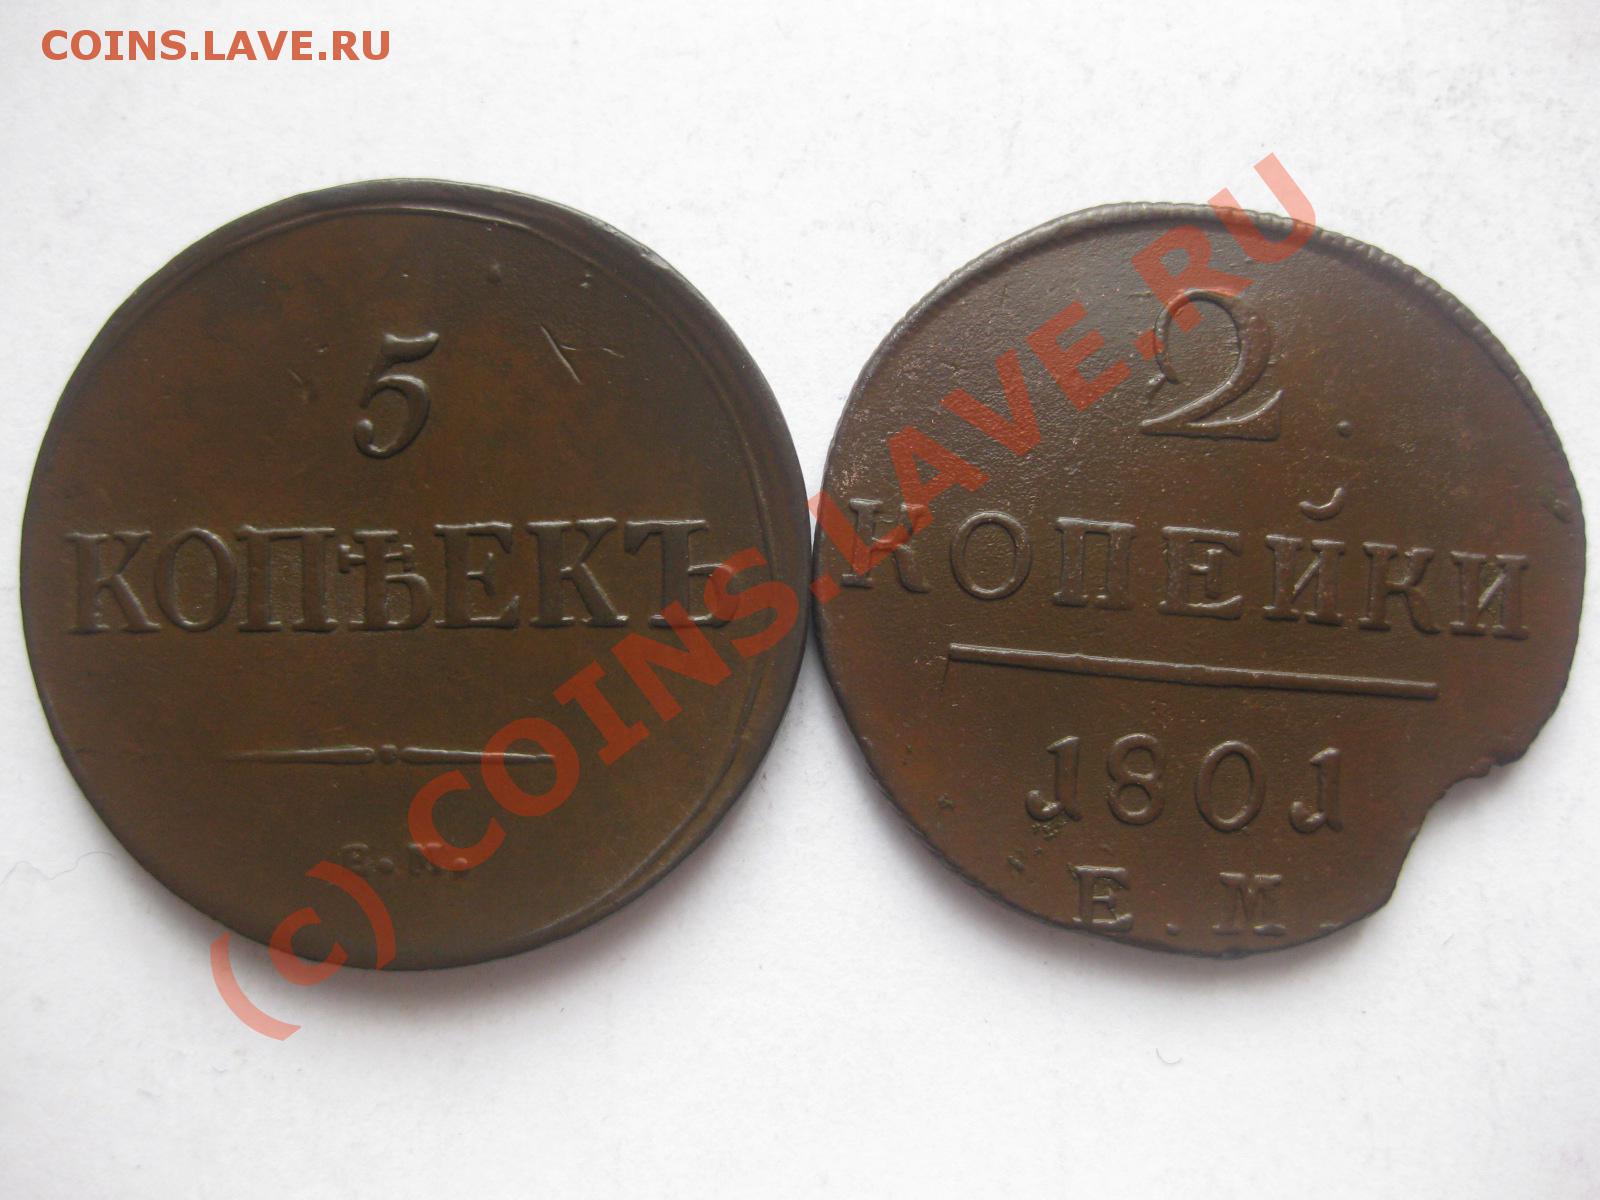 COINS.LAVE.RU
5
КОПѢЕКЪ
Е.М.
2.
КОПЕЙКИ
1801
Е.М.
(c) COINS.LAVE.RU